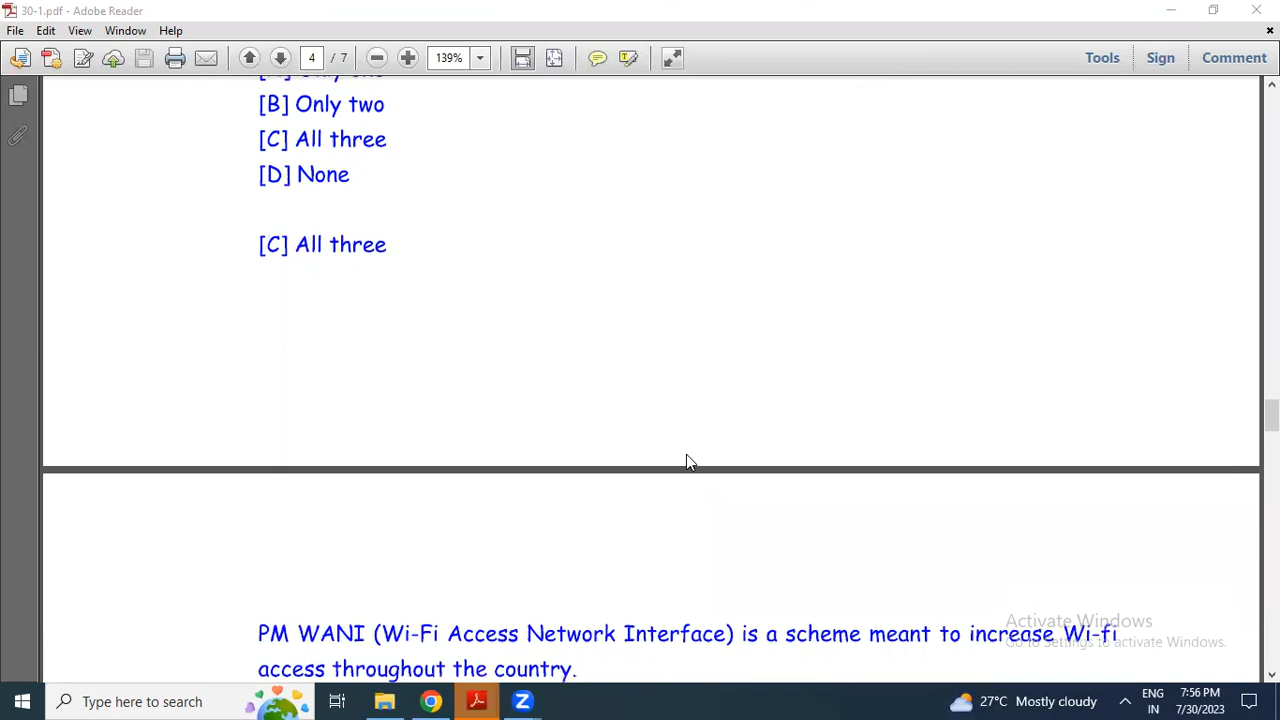 30-1.pdf - Adobe Reader
File Edit View Window Help
4 / 7 139% Tools Sign Comment
[B] Only two
[C] All three
[D] None
[C] All three
PM WANI (Wi-Fi Access Network Interface) is a scheme meant to increase Wi-fi
access throughout the country.
Activate Windows
Go to Settings to activate Windows.
Type here to search
27°C Mostly cloudy
ENG
IN
7:56 PM
7/30/2023